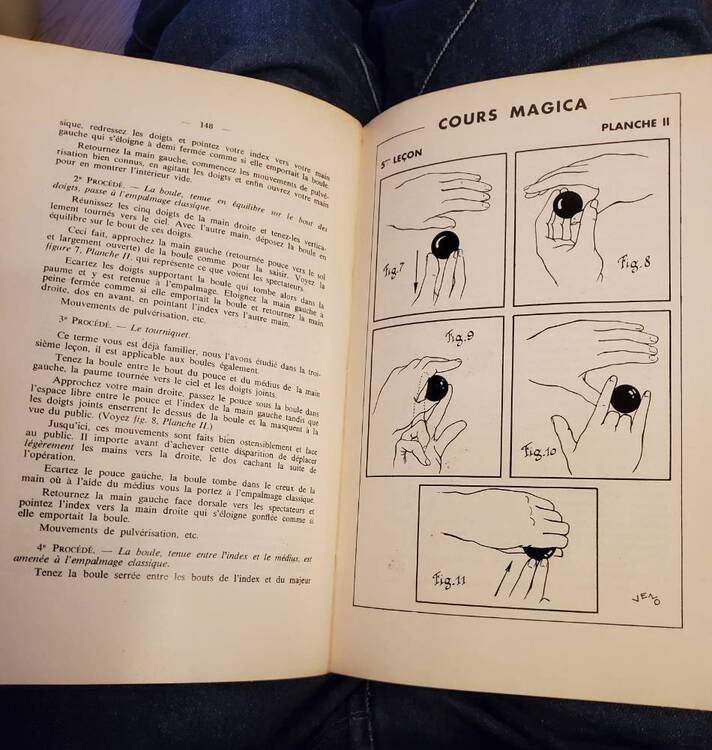 — 148 —
sique, redressez les doigts et pointez votre index vers votre main
gauche qui s'éloigne à demi fermée comme si elle emportait la boule.
Retournez la main gauche, commencez les mouvements de pulvé-
risation bien connus, en agitant les doigts et enfin ouvrez votre main
pour en montrer l'intérieur vide.
2e PROCÉDÉ. — La boule, tenue en équilibre sur le bout des
doigts, passe à l'empalmage classique.
Réunissez les cinq doigts de la main droite et tenez-les vertica-
lement tournés vers le ciel. Avec l'autre main, déposez la boule en
équilibre sur le bout de ces doigts.
Ceci fait, approchez la main gauche (retournée pouce vers le sol
et largement ouverte) de la boule comme pour la saisir. Voyez la
figure 7, Planche II, qui représente ce que voient les spectateurs.
Ecartez les doigts supportant la boule qui tombe alors dans la
paume et y est retenue à l'empalmage. Eloignez la main gauche à
peine fermée comme si elle emportait la boule et retournez la main
droite, dos en avant, en pointant l'index vers l'autre main.
Mouvements de pulvérisation, etc.
3e PROCÉDÉ. — Le tourniquet.
Ce terme vous est déjà familier, nous l'avons étudié dans la troi-
sième leçon, il est applicable aux boules également.
Tenez la boule entre le bout du pouce et du médius de la main
gauche, la paume tournée vers le ciel et les doigts joints.
Approchez votre main droite, passez le pouce sous la boule dans
l'espace libre entre le pouce et l'index de la main gauche tandis que
les doigts joints enserrent le dessus de la boule et la masquent à la
vue du public. (Voyez fig. 8, Planche II.)
Jusqu'ici, ces mouvements sont faits bien ostensiblement et face
au public. Il importe avant d'achever cette disparition de déplacer
légèrement les mains vers la droite, le dos cachant la suite de
l'opération.
Ecartez le pouce gauche, la boule tombe dans le creux de la
main où à l'aide du médius vous la portez à l'empalmage classique.
Retournez la main gauche face dorsale vers les spectateurs et
pointez l'index vers la main droite qui s'éloigne gonflée comme si
elle emportait la boule.
Mouvements de pulvérisation, etc.
4e PROCÉDÉ. — La boule, tenue entre l'index et le médius, est
amenée à l'empalmage classique.
Tenez la boule serrée entre les bouts de l'index et du majeur
COURS MAGICA
5me LEÇON
PLANCHE II
Fig.7
Fig.8
Fig.9
Fig.10
Fig.11